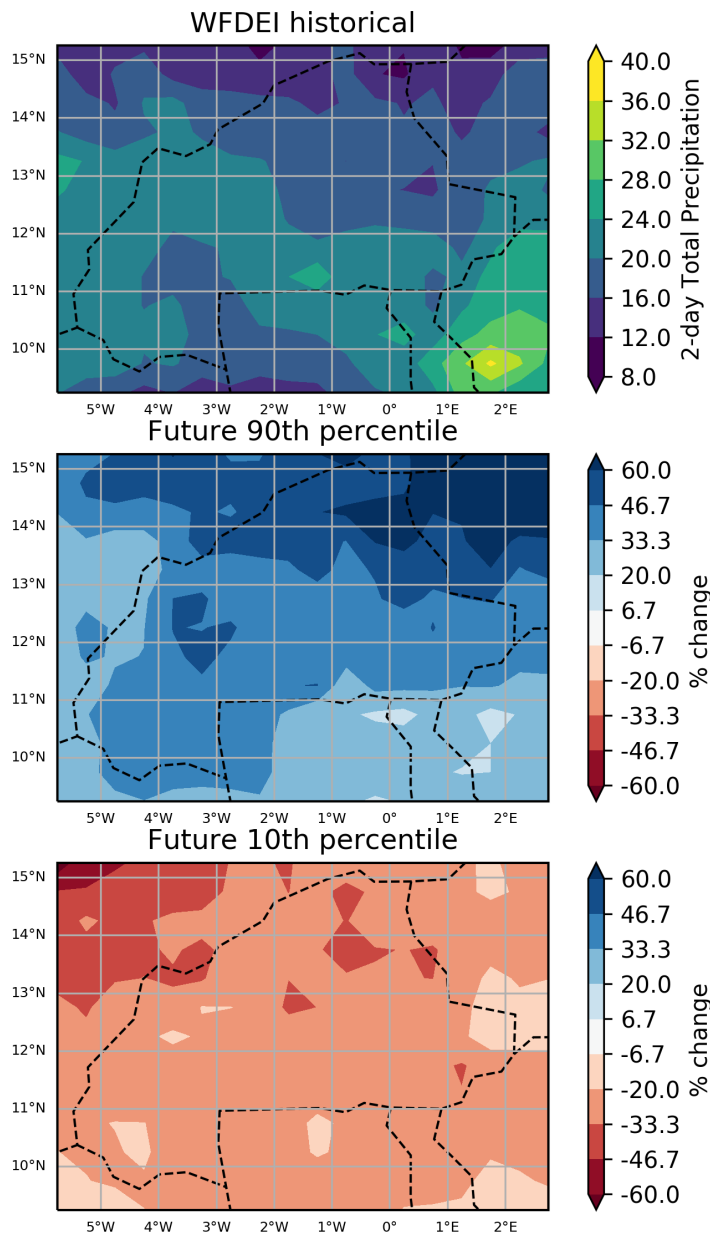 WFDEI historical
15°N
14°N
13°N
12°N
11°N
10°N
5°W 4°W 3°W 2°W 1°W 0° 1°E 2°E
40.0
36.0
32.0
28.0
24.0
20.0
16.0
12.0
8.0
2-day Total Precipitation
Future 90th percentile
15°N
14°N
13°N
12°N
11°N
10°N
5°W 4°W 3°W 2°W 1°W 0° 1°E 2°E
60.0
46.7
33.3
20.0
6.7
-6.7
-20.0
-33.3
-46.7
-60.0
% change
Future 10th percentile
15°N
14°N
13°N
12°N
11°N
10°N
5°W 4°W 3°W 2°W 1°W 0° 1°E 2°E
60.0
46.7
33.3
20.0
6.7
-6.7
-20.0
-33.3
-46.7
-60.0
% change